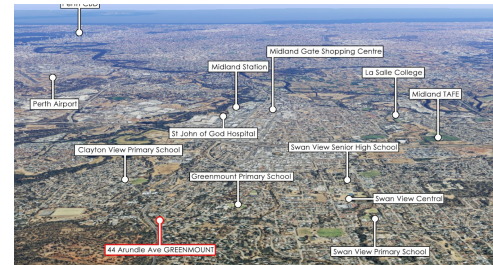 Perth CBD
Midland Gate Shopping Centre
Midland Station
La Salle College
Perth Airport
Midland TAFE
St John of God Hospital
Clayton View Primary School
Swan View Senior High School
Greenmount Primary School
Swan View Central
44 Arundle Ave GREENMOUNT
Swan View Primary School